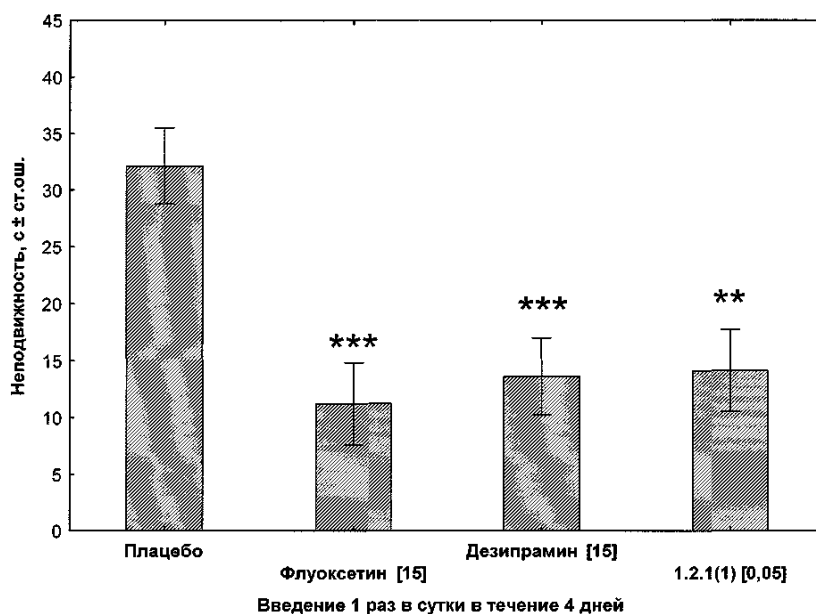 45
40
35
30
25
20
15
10
5
0
Неподвижность, с ± ст.ош.
***
***
**
Плацебо
Флуоксетин [15]
Дезипрамин [15]
1.2.1(1) [0,05]
Введение 1 раз в сутки в течение 4 дней